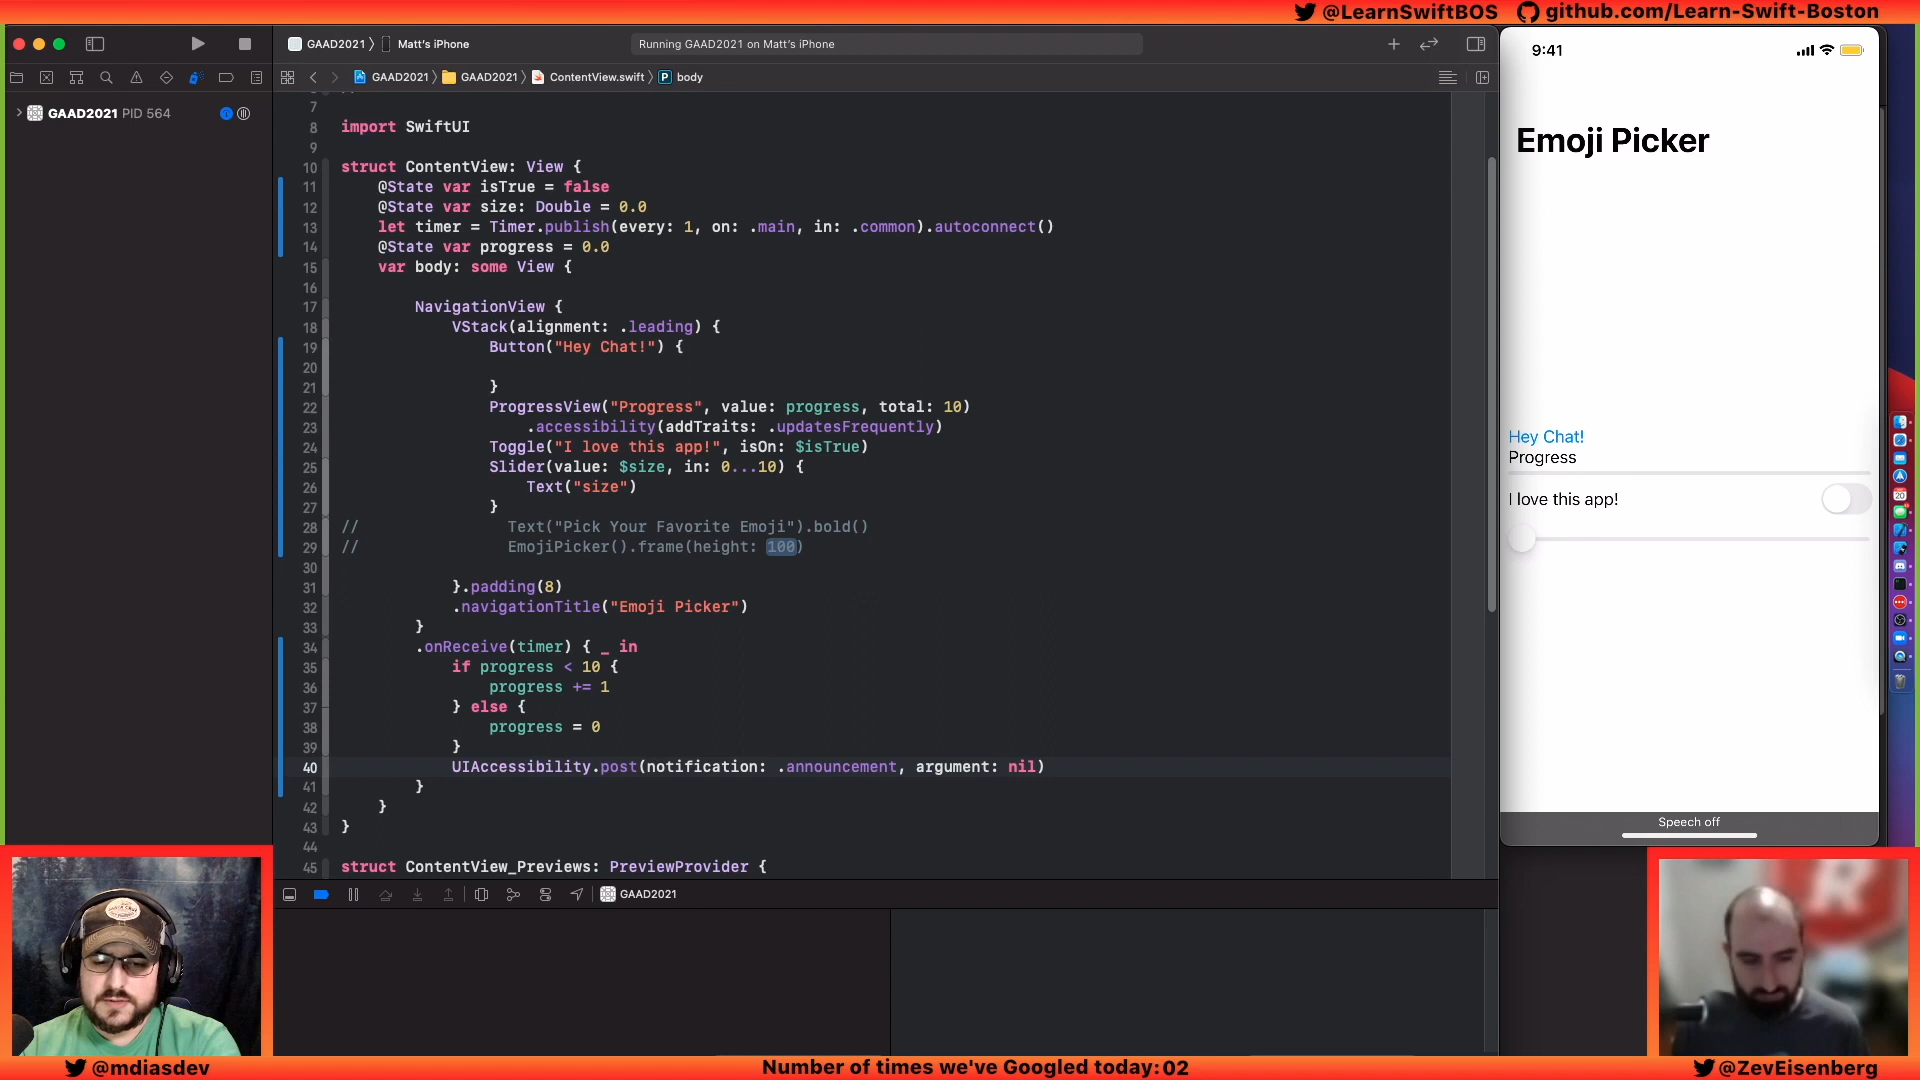 @LearnSwiftBOS github.com/Learn-Swift-Boston
GAAD2021 〉 Matt's iPhone
Running GAAD2021 on Matt's iPhone
9:41
GAAD2021 〉 GAAD2021 〉 ContentView.swift 〉 P body
GAAD2021 PID 564
7
8 import SwiftUI
9
10 struct ContentView: View {
11 @State var isTrue = false
12 @State var size: Double = 0.0
13 let timer = Timer.publish(every: 1, on: .main, in: .common).autoconnect()
14 @State var progress = 0.0
15 var body: some View {
16
17 NavigationView {
18 VStack(alignment: .leading) {
19 Button("Hey Chat!") {
20
21 }
22 ProgressView("Progress", value: progress, total: 10)
23 .accessibility(addTraits: .updatesFrequently)
24 Toggle("I love this app!", isOn: $isTrue)
25 Slider(value: $size, in: 0...10) {
26 Text("size")
27 }
28 // Text("Pick Your Favorite Emoji").bold()
29 // EmojiPicker().frame(height: 100)
30
31 }.padding(8)
32 .navigationTitle("Emoji Picker")
33 }
34 .onReceive(timer) { _ in
35 if progress < 10 {
36 progress += 1
37 } else {
38 progress = 0
39 }
40 UIAccessibility.post(notification: .announcement, argument: nil)
41 }
42 }
43 }
44
45 struct ContentView_Previews: PreviewProvider {
GAAD2021
Emoji Picker
Hey Chat!
Progress
I love this app!
Speech off
@mdiasdev
Number of times we've Googled today: 02
@ZevEisenberg